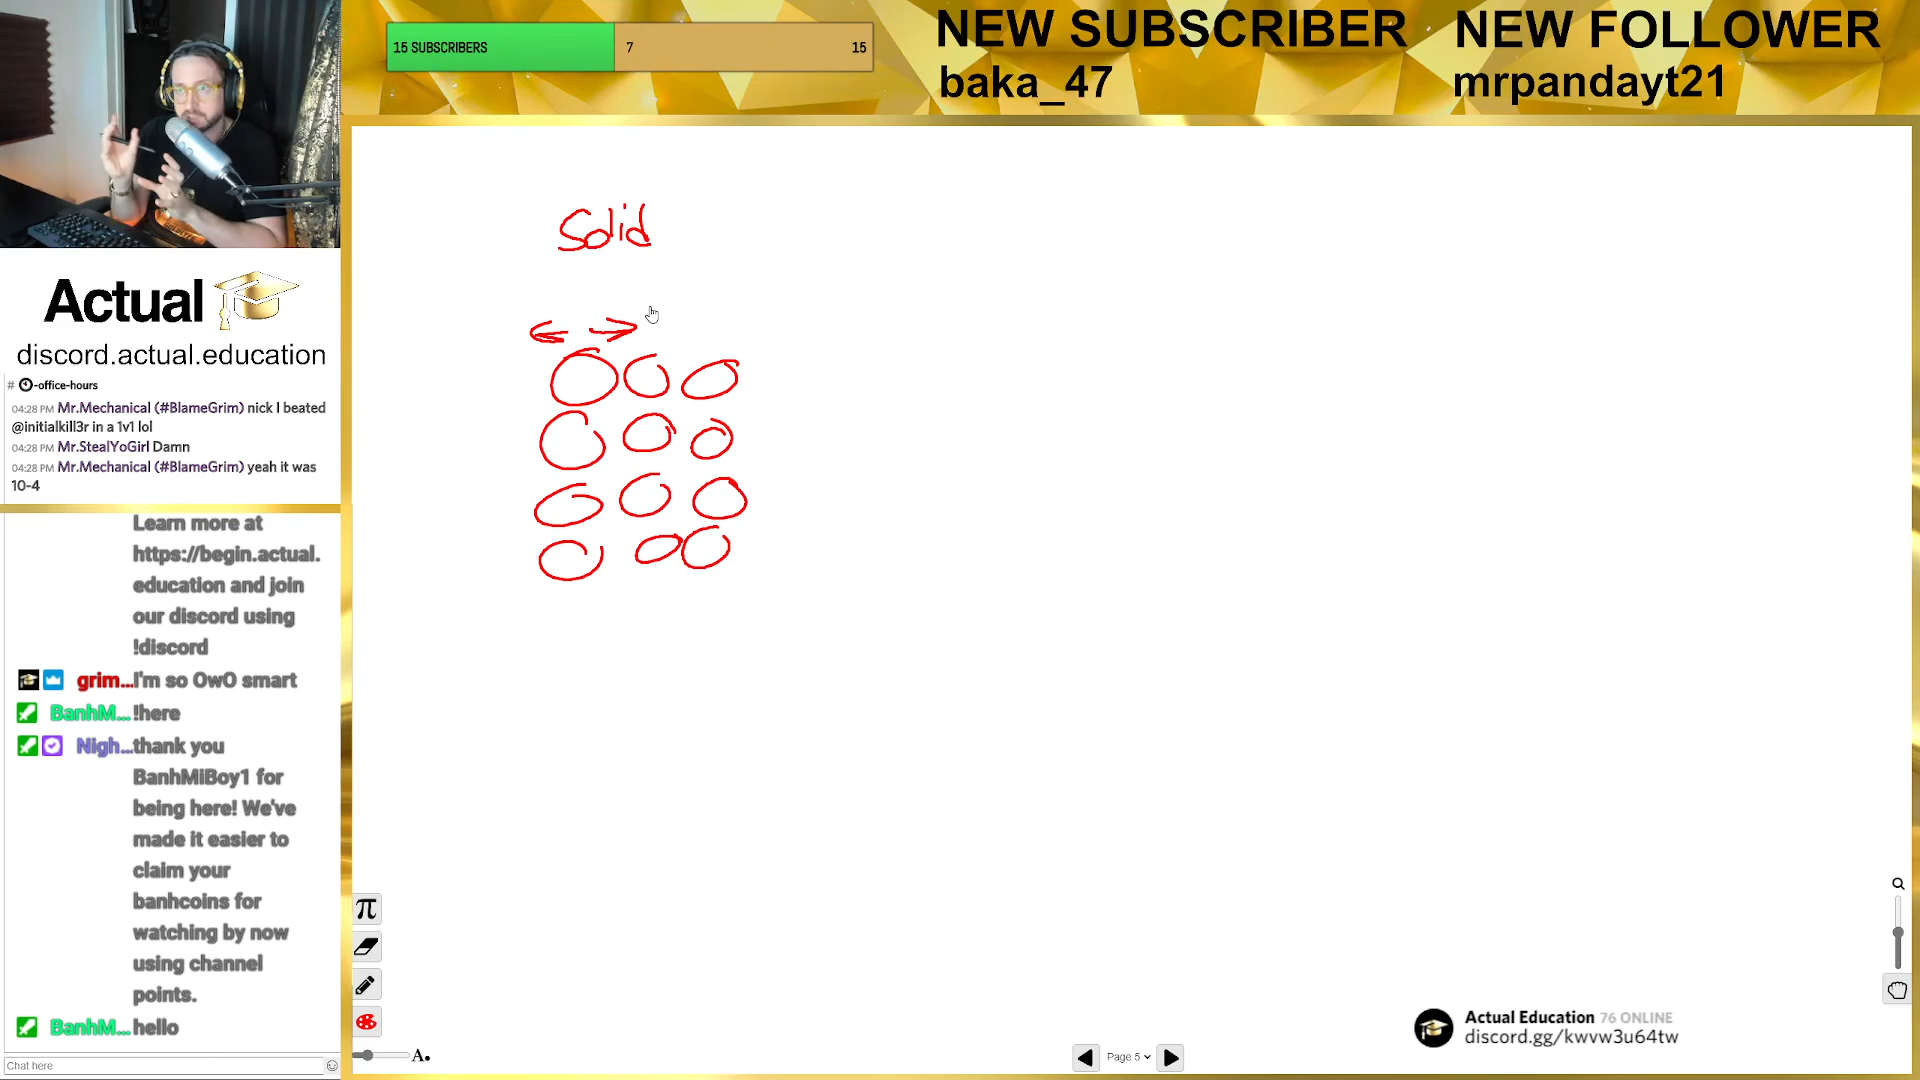 15 SUBSCRIBERS
7
15
NEW SUBSCRIBER
baka_47
NEW FOLLOWER
mrpandayt21
Solid
Actual
discord.actual.education
# -office-hours
04:28 PM Mr.Mechanical (#BlameGrim) nick I beated
@initialkill3r in a 1v1 lol
04:28 PM Mr.StealYoGirl Damn
04:28 PM Mr.Mechanical (#BlameGrim) yeah it was
10-4
Learn more at
https://begin.actual.
education and join
our discord using
!discord
grim... I'm so OwO smart
BanhM... !here
Nigh... thank you
BanhMiBoy1 for
being here! We've
made it easier to
claim your
banhcoins for
watching by now
using channel
points.
BanhM... hello
Chat here
π
A.
Page 5
Actual Education 76 ONLINE
discord.gg/kwvw3u64tw